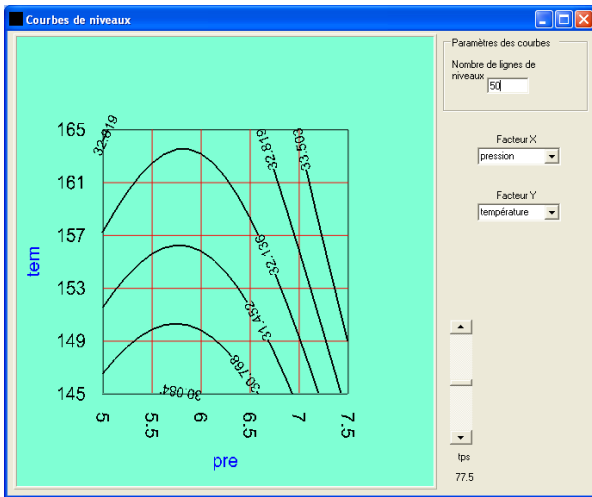 Courbes de niveaux
Paramètres des courbes
Nombre de lignes de
niveaux
50
Facteur X
pression
Facteur Y
température
tps
77.5
165
161
157
153
149
145
tem
5
5.5
6
6.5
7
7.5
pre
32.819
32.819
33.503
32.136
31.452
30.768
30.084